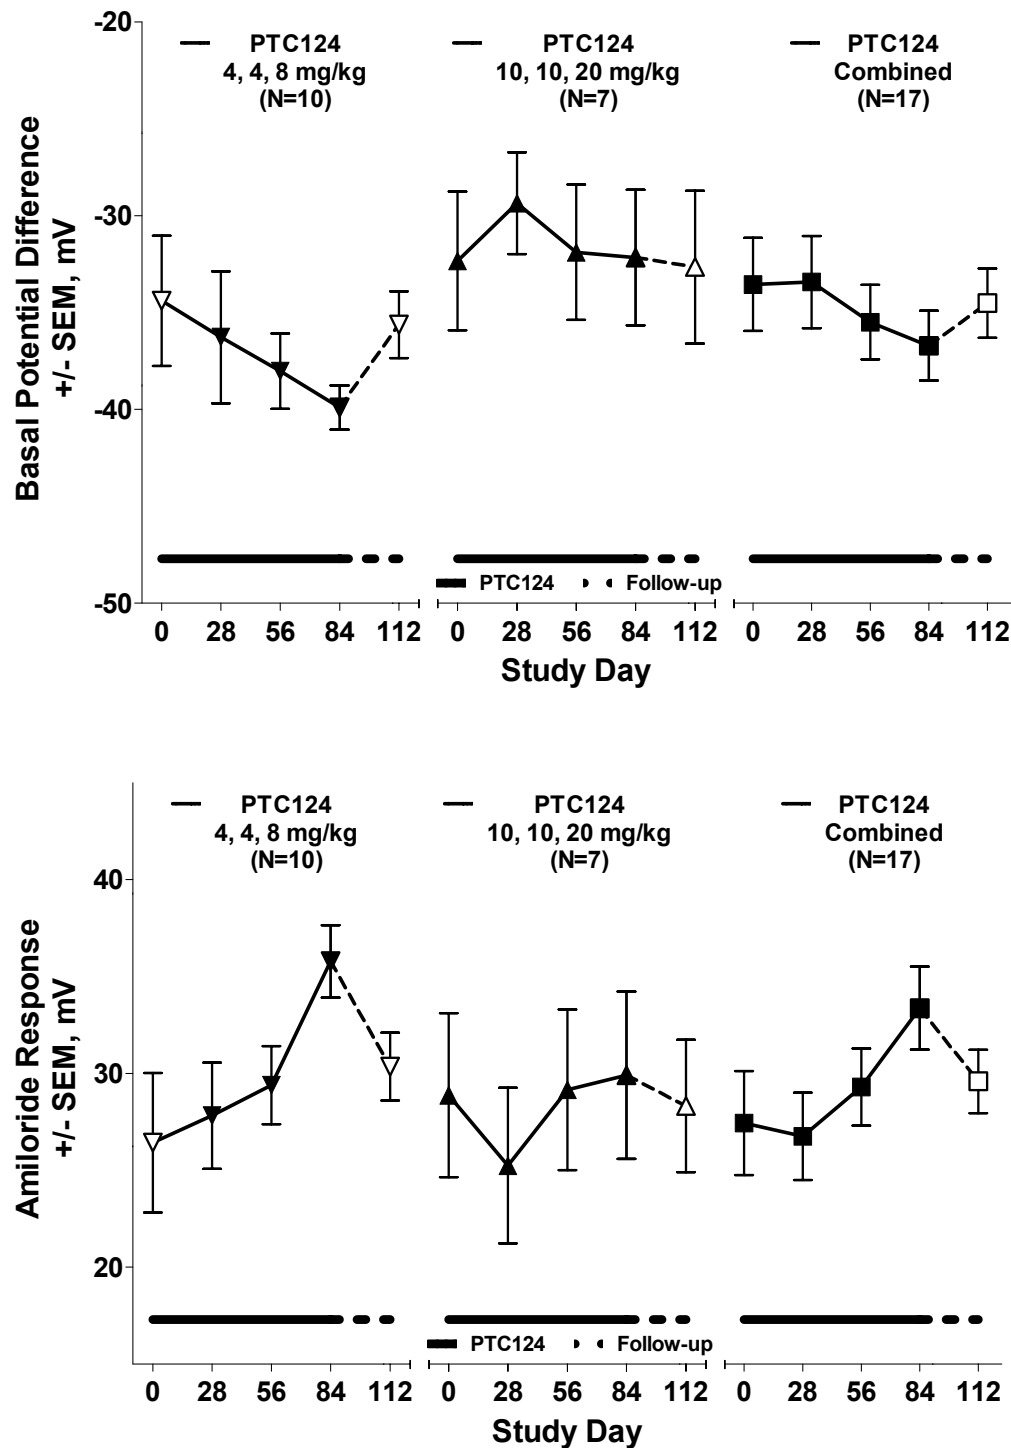 -20
-30
-40
-50
Basal Potential Difference
+/- SEM, mV
PTC124
4, 4, 8 mg/kg
(N=10)
PTC124
10, 10, 20 mg/kg
(N=7)
PTC124
Combined
(N=17)
PTC124 Follow-up
0 28 56 84 112
0 28 56 84 112
0 28 56 84 112
Study Day
40
30
20
Amiloride Response
+/- SEM, mV
PTC124
4, 4, 8 mg/kg
(N=10)
PTC124
10, 10, 20 mg/kg
(N=7)
PTC124
Combined
(N=17)
PTC124 Follow-up
0 28 56 84 112
0 28 56 84 112
0 28 56 84 112
Study Day